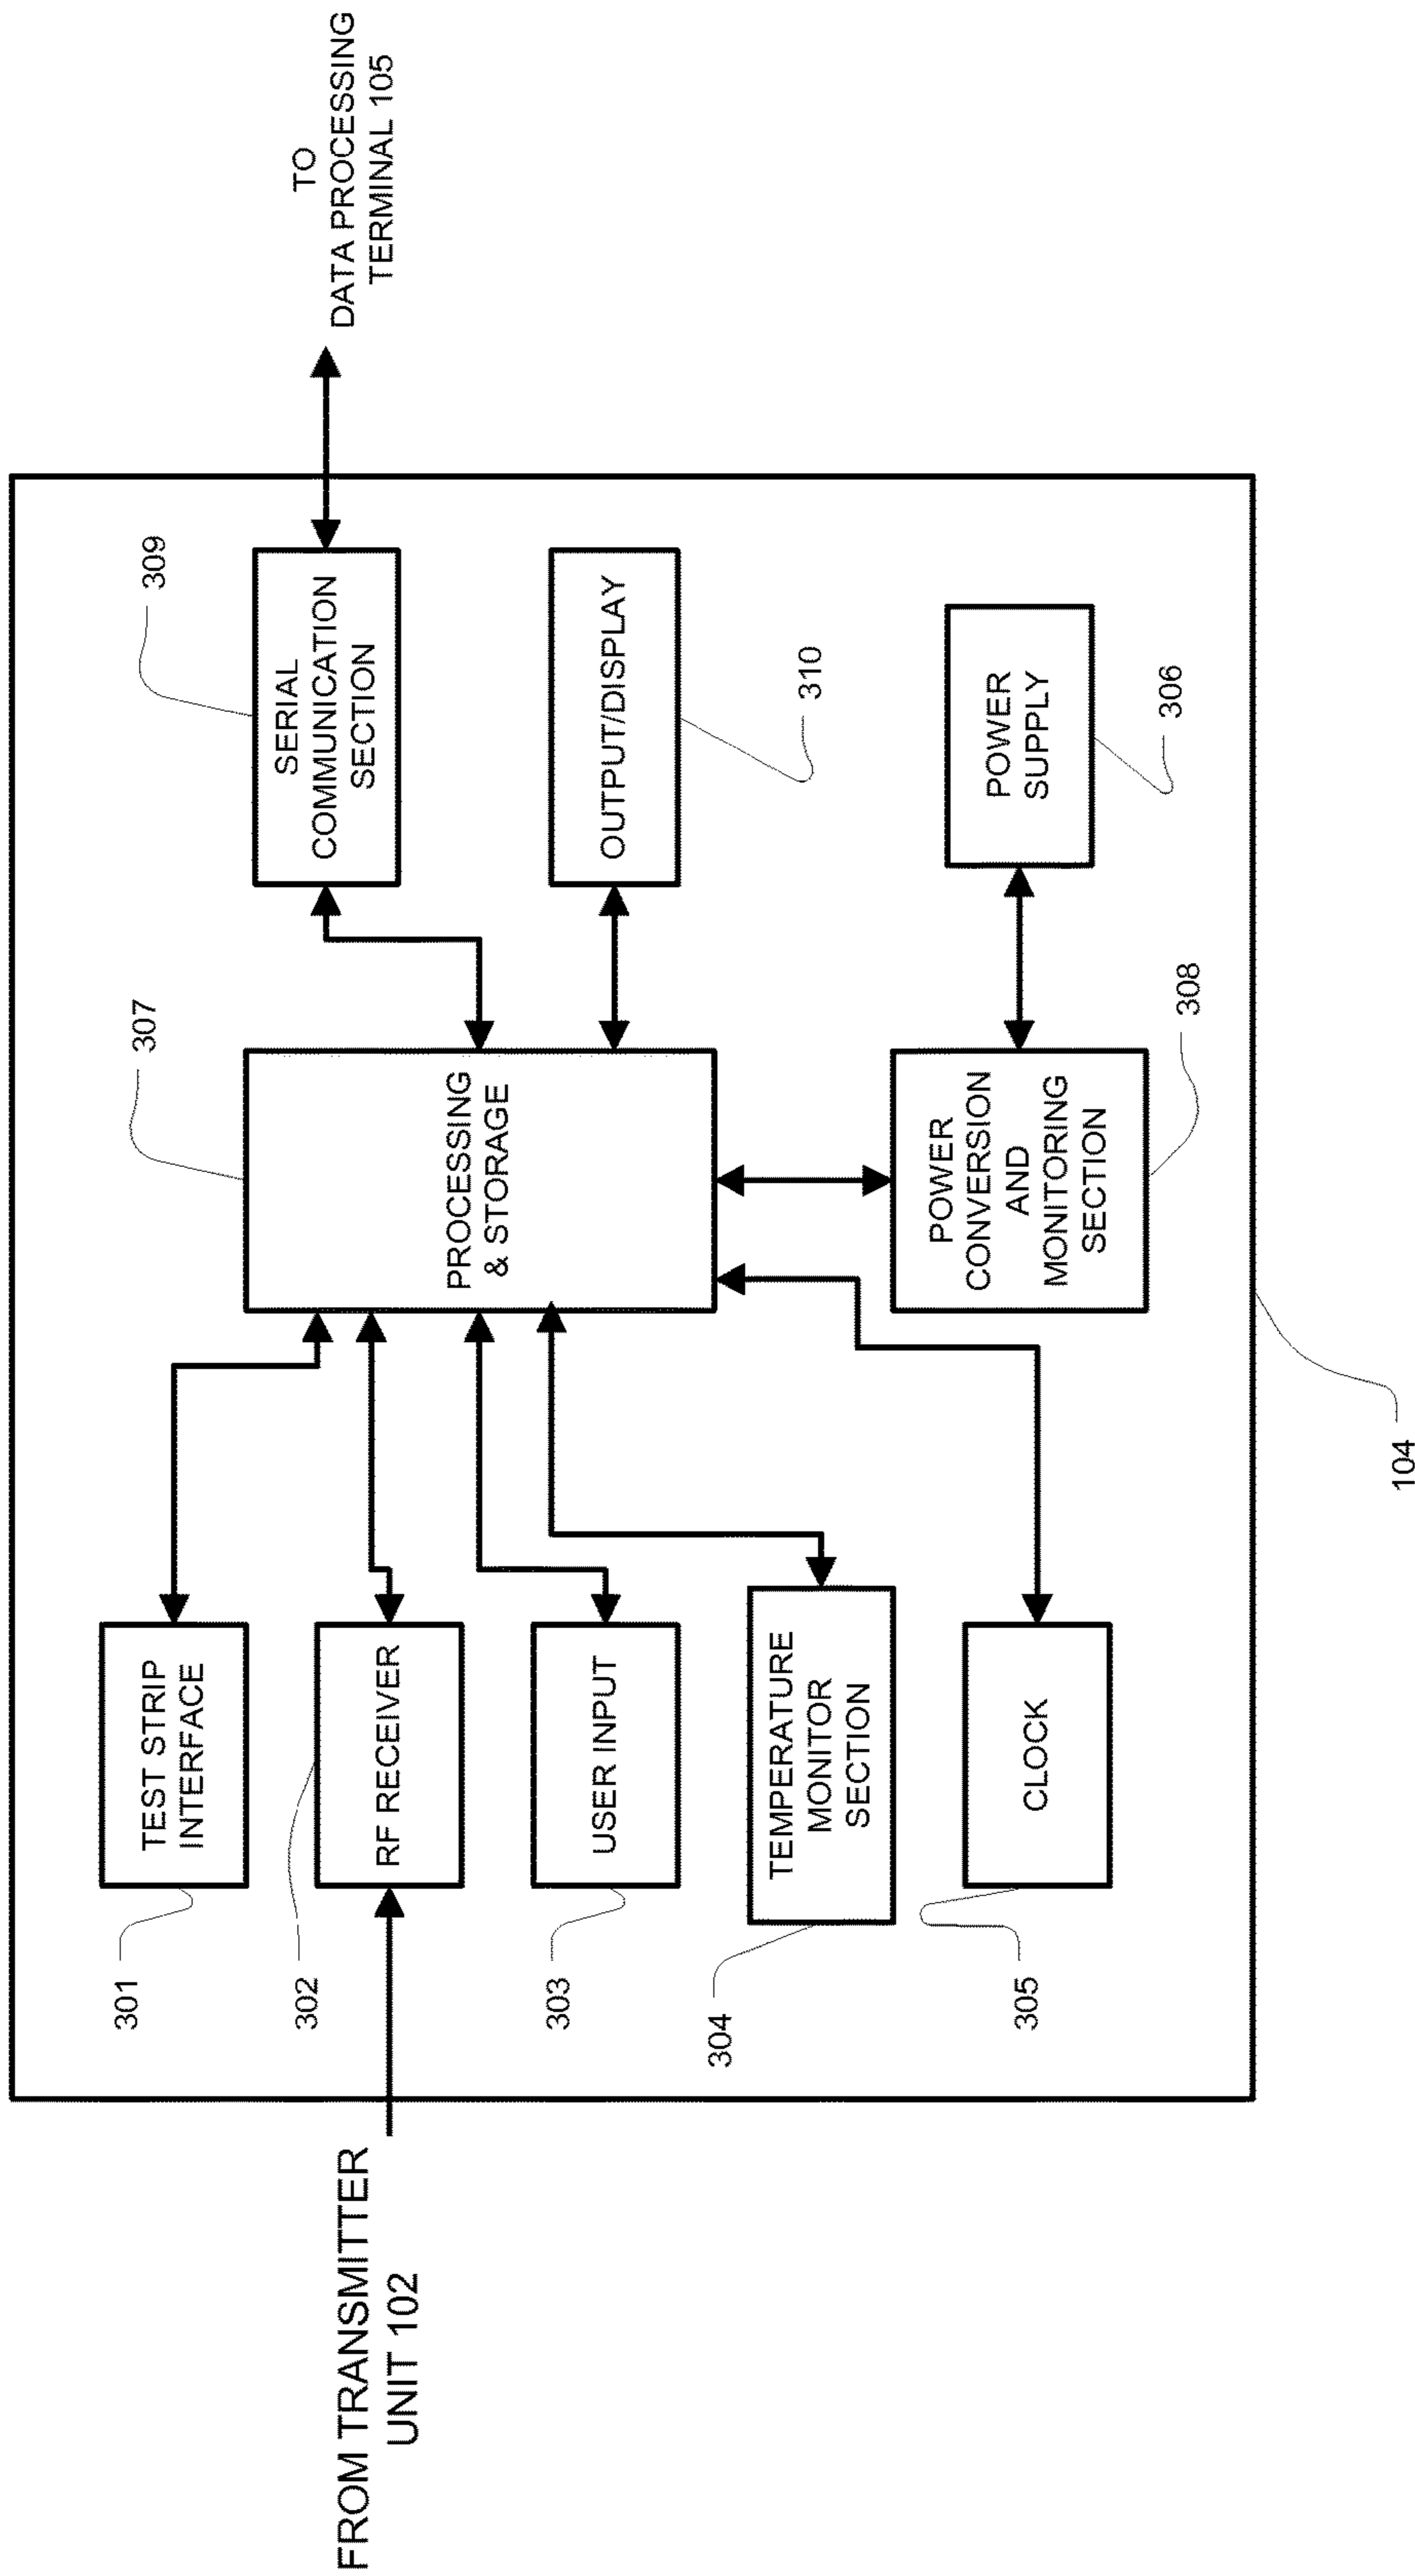 301
TEST STRIP
INTERFACE
FROM TRANSMITTER
UNIT 102
302
RF RECEIVER
303
USER INPUT
304
TEMPERATURE
MONITOR
SECTION
305
CLOCK
307
PROCESSING
& STORAGE
POWER
CONVERSION
AND
MONITORING
SECTION
308
309
SERIAL
COMMUNICATION
SECTION
OUTPUT/DISPLAY
310
POWER
SUPPLY
306
TO
DATA PROCESSING
TERMINAL 105
104